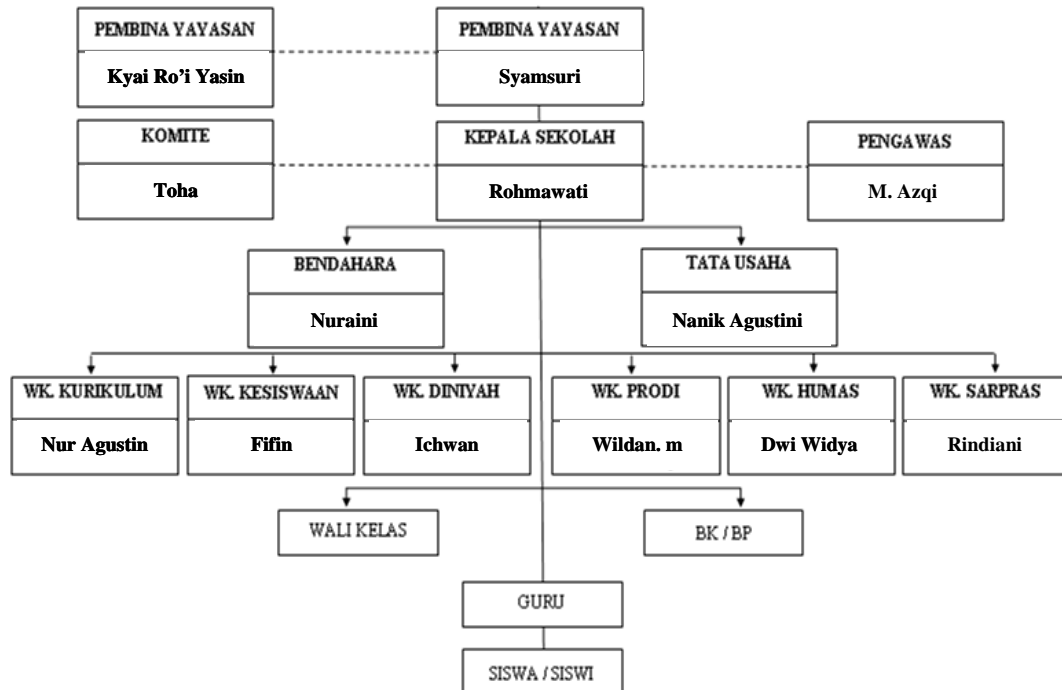 PEMBINA YAYASAN
Kyai Ro’i Yasin
PEMBINA YAYASAN
Syamsuri
KOMITE
Toha
KEPALA SEKOLAH
Rohmawati
PENGAWAS
M. Azqi
BENDAHARA
Nuraini
TATA USAHA
Nanik Agustini
WK. KURIKULUM
Nur Agustin
WK. KESISWAAN
Fifin
WK. DINIYAH
Ichwan
WK. PRODI
Wildan. m
WK. HUMAS
Dwi Widya
WK. SARPRAS
Rindiani
WALI KELAS
BK / BP
GURU
SISWA / SISWI